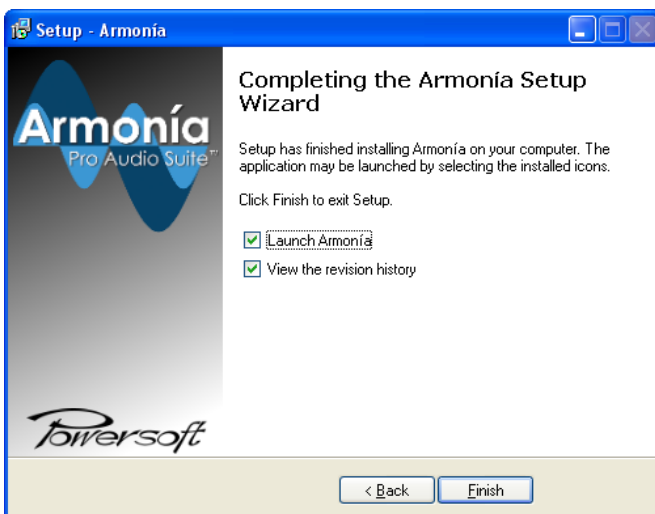 Setup - Armonía
Armonía
Pro Audio Suite™
Completing the Armonía Setup
Wizard
Setup has finished installing Armonía on your computer. The
application may be launched by selecting the installed icons.
Click Finish to exit Setup.
Launch Armonía
View the revision history
Powersoft
< Back
Finish